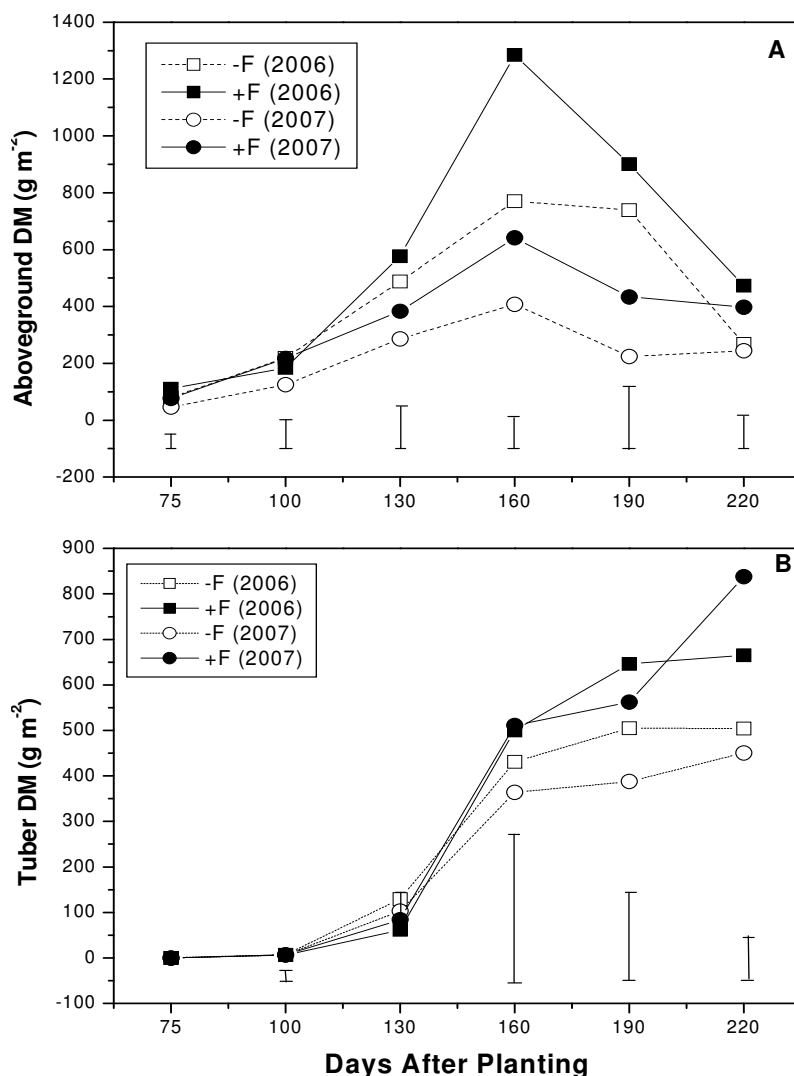 A
-F (2006)
+F (2006)
-F (2007)
+F (2007)
Aboveground DM (g m⁻²)
1400
1200
1000
800
600
400
200
0
-200
75 100 130 160 190 220
B
-F (2006)
+F (2006)
-F (2007)
+F (2007)
Tuber DM (g m⁻²)
900
800
700
600
500
400
300
200
100
0
-100
75 100 130 160 190 220
Days After Planting